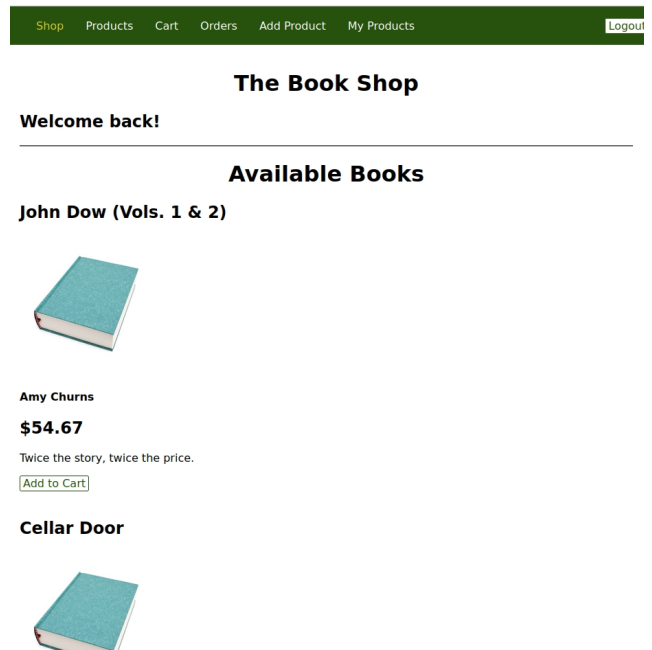 Shop Products Cart Orders Add Product My Products Logout
The Book Shop
Welcome back!
Available Books
John Dow (Vols. 1 & 2)
Amy Churns
$54.67
Twice the story, twice the price.
Add to Cart
Cellar Door